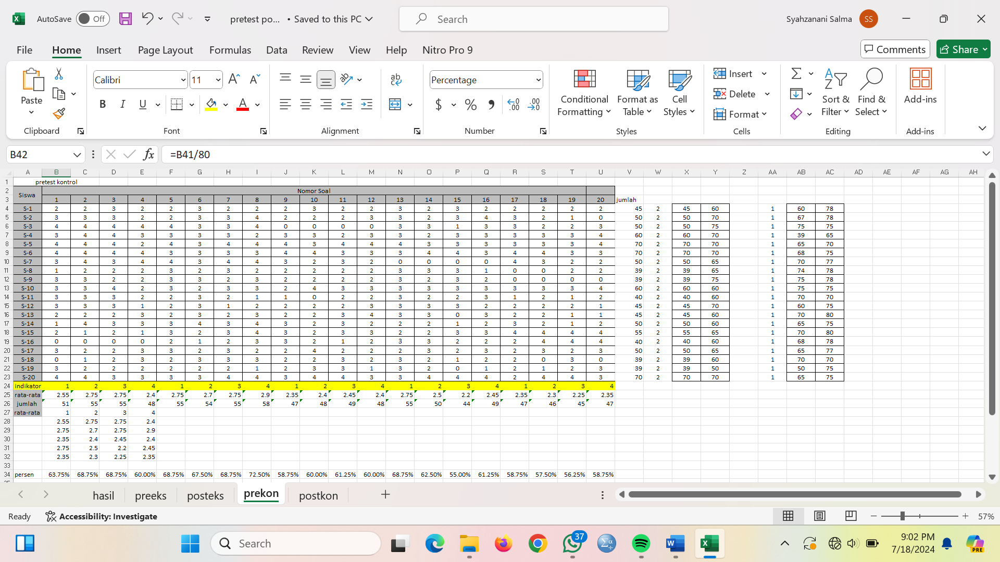 AutoSave Off pretest po... • Saved to this PC Search Syahzanani Salma SS
File Home Insert Page Layout Formulas Data Review View Help Nitro Pro 9 Comments Share
Paste Calibri 11 Percentage Conditional Formatting Format as Table Cell Styles Insert Delete Format Sort & Filter Find & Select Add-ins
Clipboard Font Alignment Number Styles Cells Editing Add-ins
B42 =B41/80
A B C D E F G H I J K L M N O P Q R S T U V W X Y Z AA AB AC AD AE AF AG AH
1 pretest kontrol
2 Siswa Nomor Soal
3 1 2 3 4 5 6 7 8 9 10 11 12 13 14 15 16 17 18 19 20 jumlah
4 S-1 2 2 3 2 2 3 2 2 2 3 2 2 3 2 3 2 2 2 2 2 45 2 45 60 1 60 78
5 S-2 3 3 3 2 2 3 3 4 2 2 2 3 3 2 3 4 3 2 1 0 50 2 50 70 1 67 78
6 S-3 4 4 4 4 4 3 3 4 0 0 0 0 3 3 1 3 3 2 2 3 50 2 50 75 1 75 75
7 S-4 3 4 4 3 3 3 3 2 3 3 2 3 3 2 3 3 3 3 3 4 60 2 60 70 1 39 65
8 S-5 4 4 4 2 4 3 4 4 4 3 4 4 4 3 3 3 3 3 3 4 70 2 70 70 1 65 70
9 S-6 4 4 4 4 3 3 3 3 4 4 3 3 3 4 4 3 4 4 3 3 70 2 70 70 1 68 75
10 S-7 3 4 3 4 4 3 4 4 3 2 3 2 0 0 0 0 4 3 2 2 50 2 50 65 1 70 77
11 S-8 1 2 2 2 3 2 3 2 2 2 2 2 3 3 3 1 0 0 2 2 39 2 39 65 1 74 78
12 S-9 3 3 2 2 3 3 2 3 2 2 2 2 3 2 3 2 0 0 0 0 39 2 39 75 1 75 78
13 S-10 3 3 4 2 3 2 3 3 2 4 3 3 3 3 3 3 3 3 3 4 60 2 60 60 1 75 75
14 S-11 3 3 3 2 2 3 2 1 1 0 2 2 3 2 2 3 1 2 1 2 40 2 40 60 1 70 70
15 S-12 3 3 3 1 2 3 1 2 2 2 2 3 3 3 3 2 2 2 2 1 45 2 45 70 1 60 75
16 S-13 2 2 2 3 2 3 2 3 2 2 3 4 3 3 0 3 2 2 1 1 45 2 45 60 1 70 80
17 S-14 1 4 3 3 3 4 3 4 3 2 3 2 2 2 1 2 3 2 1 2 50 2 50 60 1 65 75
18 S-15 2 1 2 1 3 2 3 4 3 2 3 3 2 2 3 3 4 4 4 4 55 2 55 65 1 70 80
19 S-16 0 0 0 0 2 1 2 3 3 2 1 2 3 3 2 2 2 4 4 4 40 2 40 60 1 68 78
20 S-17 3 2 2 3 3 2 3 2 2 4 2 2 2 3 2 3 2 3 2 3 50 2 50 65 1 65 77
21 S-18 0 1 2 3 2 3 3 3 2 2 3 2 3 2 1 2 2 0 3 0 39 2 39 60 1 70 70
22 S-19 3 2 2 2 2 2 2 1 2 3 3 1 3 2 0 1 2 1 2 3 39 2 39 50 1 50 75
23 S-20 4 4 3 3 3 3 4 4 3 4 4 3 3 4 4 4 2 4 4 3 70 2 70 70 1 65 75
24 indikator 1 2 3 4 1 2 3 4 1 2 3 4 1 2 3 4 1 2 3 4
25 rata-rata 2.55 2.75 2.75 2.4 2.75 2.7 2.75 2.9 2.35 2.4 2.45 2.4 2.75 2.5 2.2 2.45 2.35 2.3 2.25 2.35
26 jumlah 51 55 55 48 55 54 55 58 47 48 49 48 55 50 44 49 47 46 45 47
27 rata-rata 1 2 3 4
28 2.55 2.75 2.75 2.4
29 2.75 2.7 2.75 2.9
30 2.35 2.4 2.45 2.4
31 2.75 2.5 2.2 2.45
32 2.35 2.3 2.25 2.35
33
34 persen 63.75% 68.75% 68.75% 60.00% 68.75% 67.50% 68.75% 72.50% 58.75% 60.00% 61.25% 60.00% 68.75% 62.50% 55.00% 61.25% 58.75% 57.50% 56.25% 58.75%
hasil preeks posteks prekon postkon
Ready Accessibility: Investigate 57%
Search 37 9:02 PM
7/18/2024 PRE